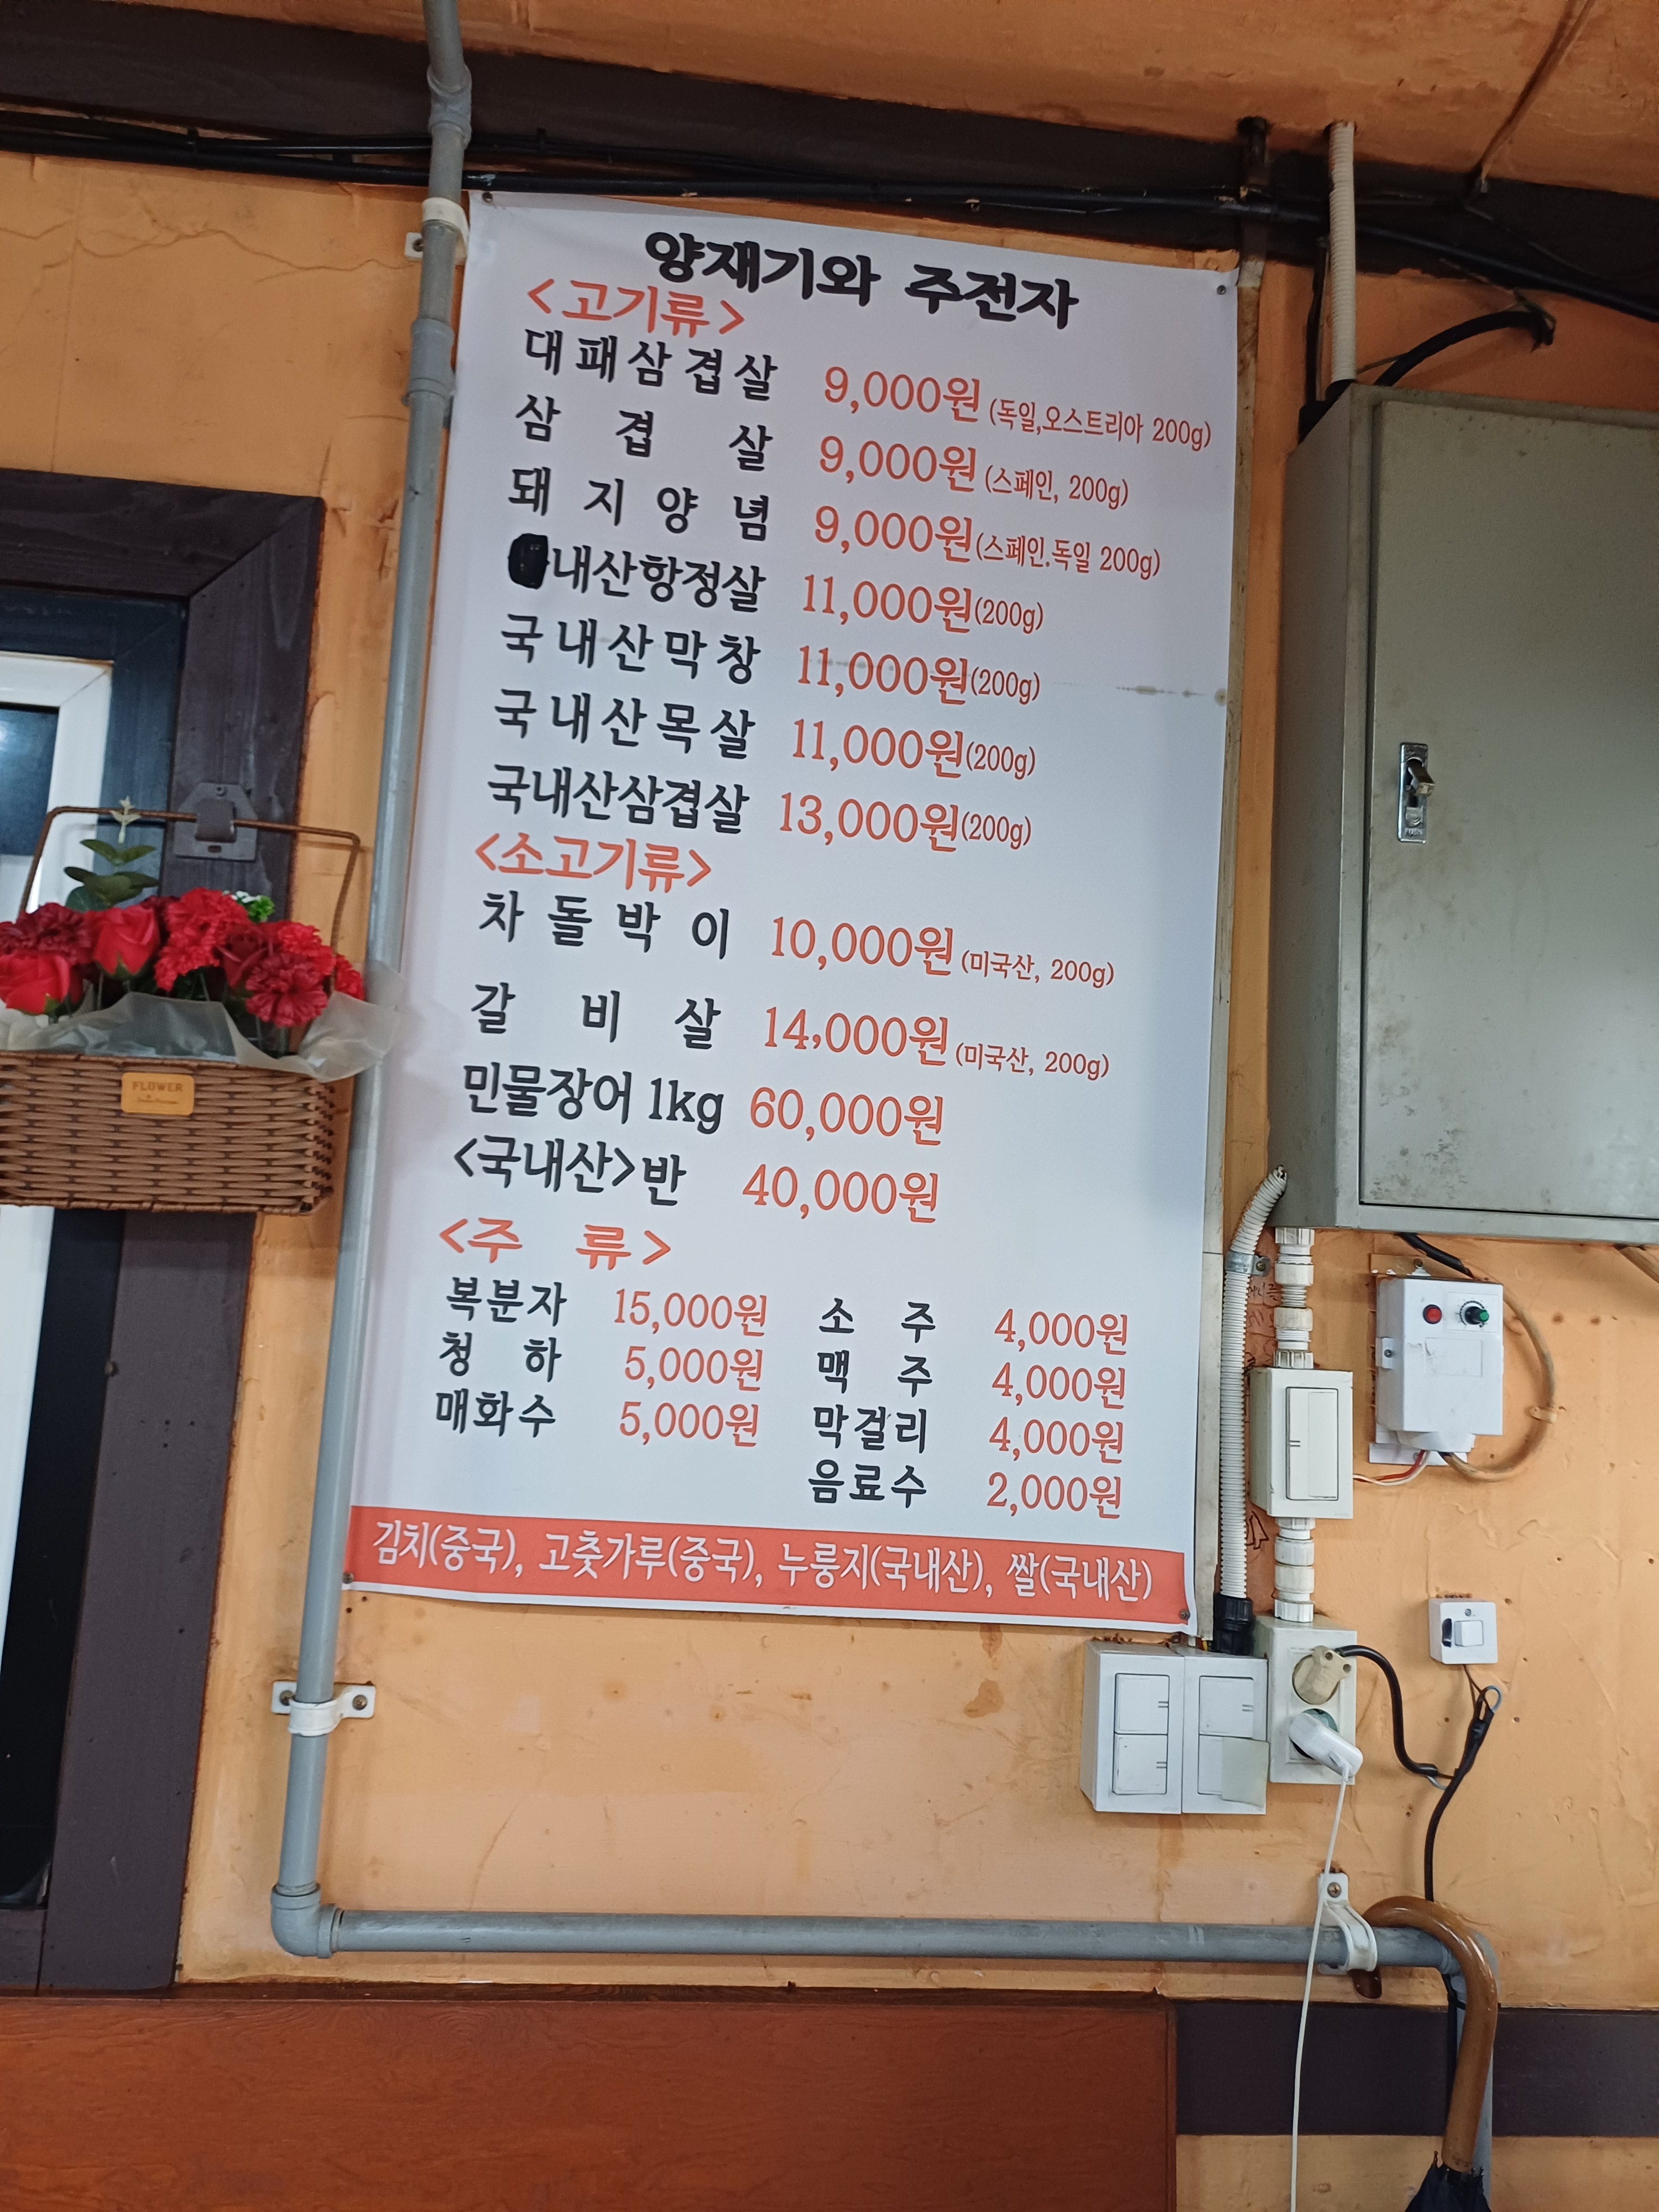 양재기와 주전자
<고기류>
대패삼겹살 9,000원 (독일,오스트리아 200g)
삼겹살 9,000원 (스페인, 200g)
돼지양념 9,000원(스페인.독일 200g)
내산항정살 11,000원(200g)
국내산막창 11,000원(200g)
국내산목살 11,000원(200g)
국내산삼겹살 13,000원(200g)
<소고기류>
차돌박이 10,000원 (미국산, 200g)
갈비살 14,000원 (미국산, 200g)
민물장어 1kg 60,000원
<국내산>반 40,000원
<주 류>
복분자 15,000원 소주 4,000원
청하 5,000원 맥주 4,000원
매화수 5,000원 막걸리 4,000원
음료수 2,000원
김치(중국), 고춧가루(중국), 누룽지(국내산), 쌀(국내산)
FLOWER
PUSH